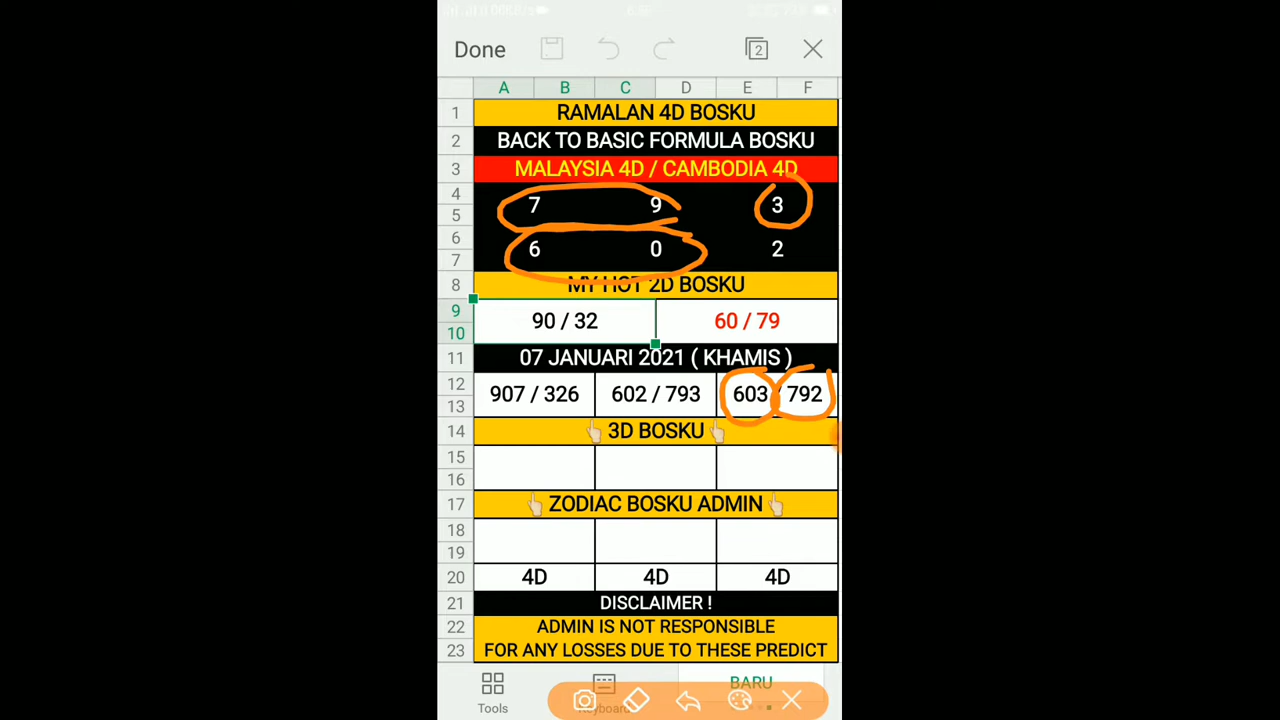 Done
2
A B C D E F
1 RAMALAN 4D BOSKU
2 BACK TO BASIC FORMULA BOSKU
3 MALAYSIA 4D / CAMBODIA 4D
4
7 9 3
5
6
6 0 2
7
8 MY HOT 2D BOSKU
9
90 / 32 60 / 79
10
11 07 JANUARI 2021 ( KHAMIS )
12
907 / 326 602 / 793 603 / 792
13
14 3D BOSKU
15
16
17 ZODIAC BOSKU ADMIN
18
19
20 4D 4D 4D
21 DISCLAIMER !
22 ADMIN IS NOT RESPONSIBLE
23 FOR ANY LOSSES DUE TO THESE PREDICT
BARU
Tools Keyboard